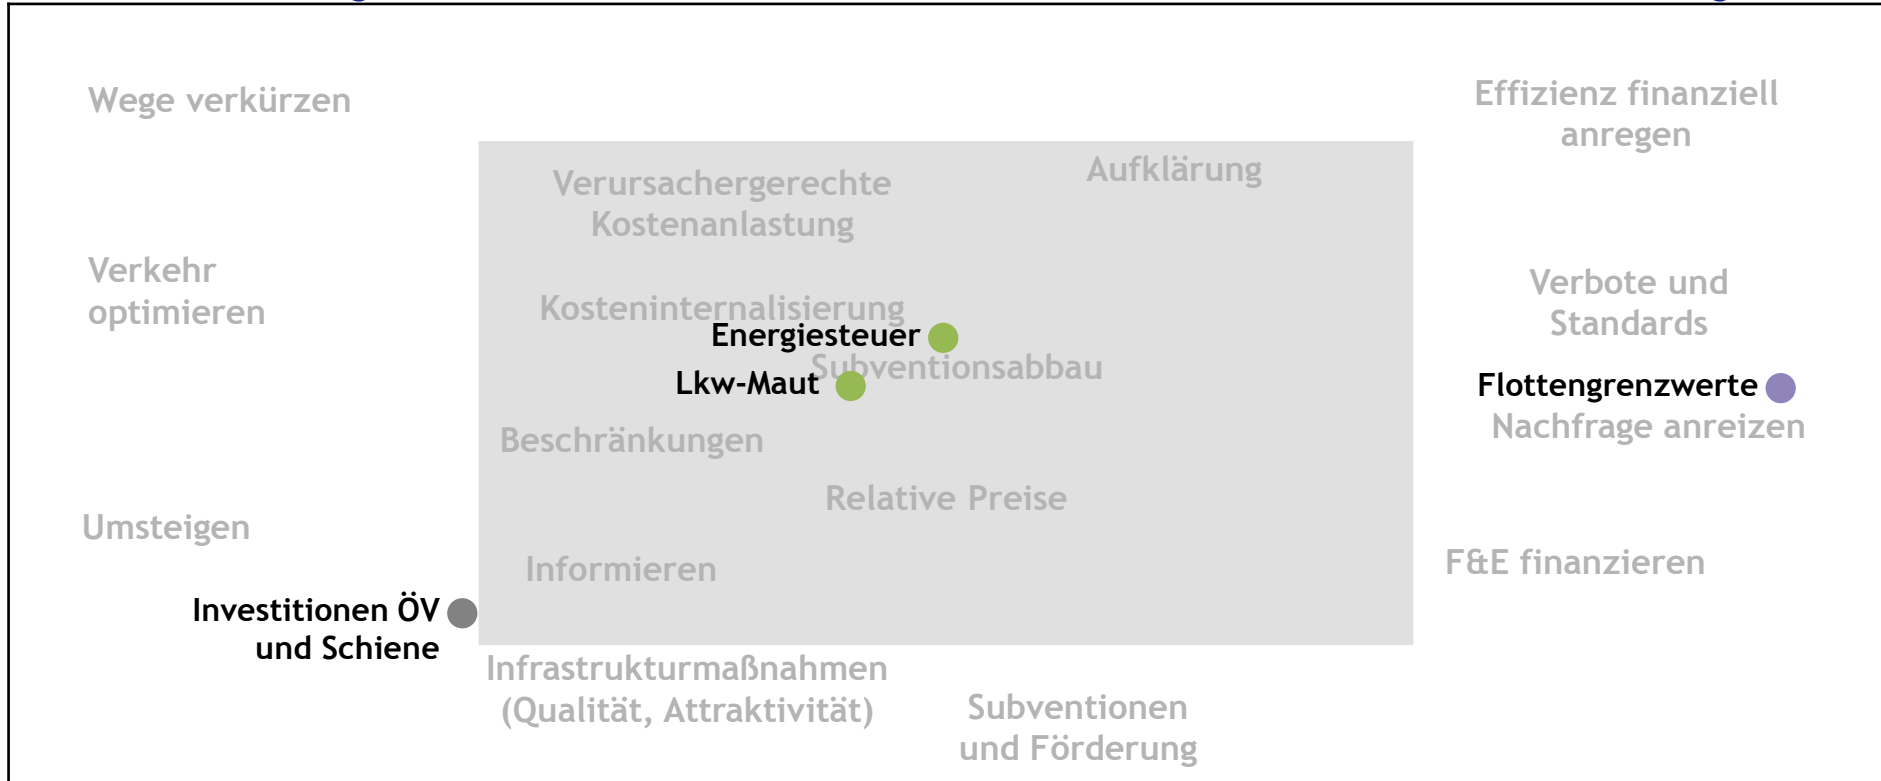 Wege verkürzen
Effizienz finanziell
anregen
Aufklärung
Verursachergerechte
Kostenanlastung
Verkehr
optimieren
Verbote und
Standards
Kosteninternalisierung
Energiesteuer
Subventionsabbau
Lkw-Maut
Flottengrenzwerte
Nachfrage anreizen
Beschränkungen
Relative Preise
Umsteigen
Informieren
F&E finanzieren
Investitionen ÖV
und Schiene
Infrastrukturmaßnahmen
(Qualität, Attraktivität)
Subventionen
und Förderung